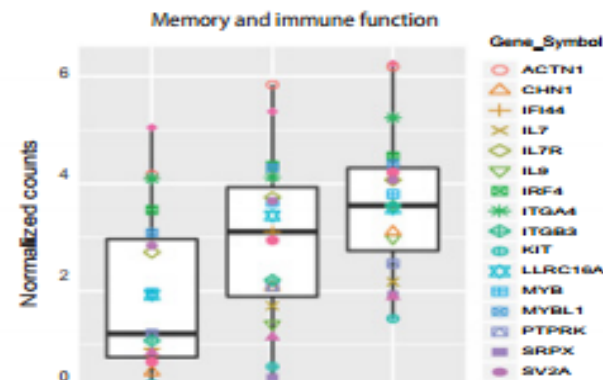 Memory and immune function
Normalized counts
6
4
2
0
Gene_Symbol
ACTN1
CHN1
IFI44
IL7
IL7R
IL9
IRF4
ITGA4
ITGB3
KIT
LLRC16A
MYB
MYBL1
PTPRK
SRPX
SV2A